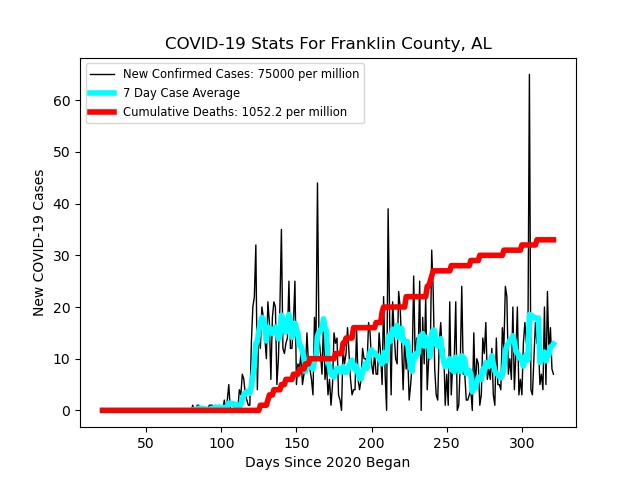 COVID-19 Stats For Franklin County, AL
New Confirmed Cases: 75000 per million
7 Day Case Average
Cumulative Deaths: 1052.2 per million
60
50
40
30
20
10
0
New COVID-19 Cases
50 100 150 200 250 300
Days Since 2020 Began